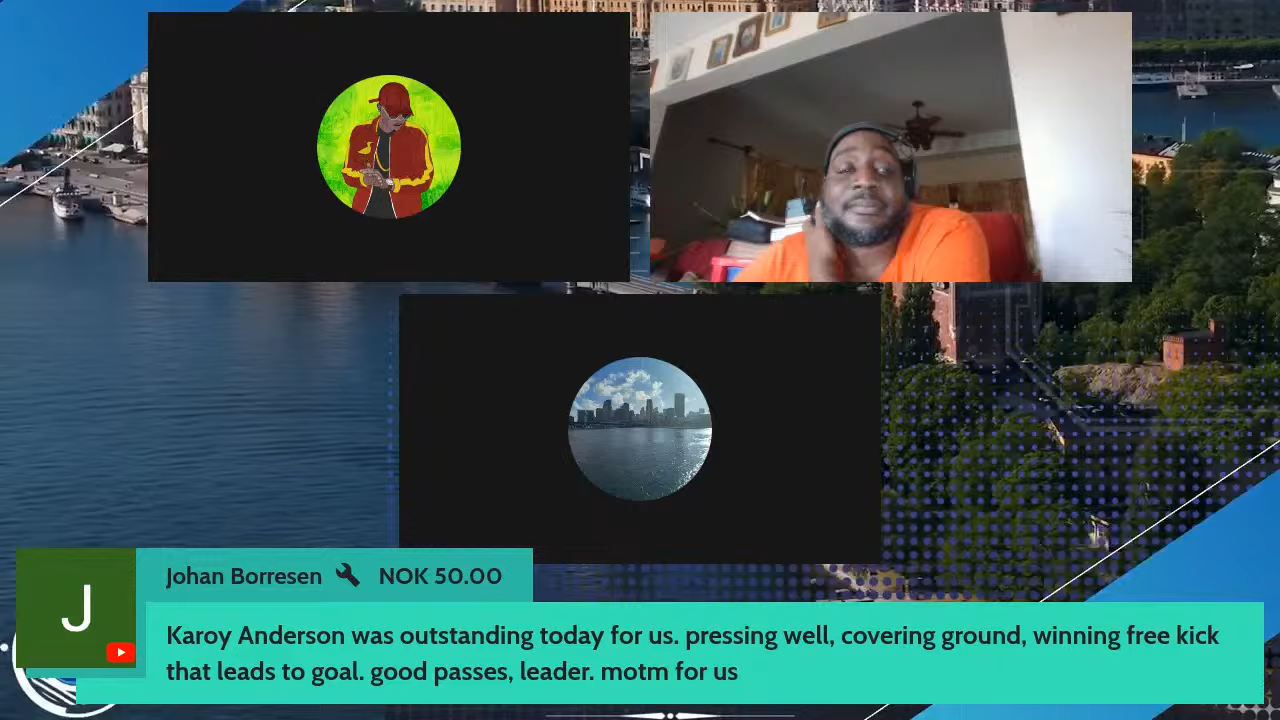 Johan Borresen NOK 50.00
J
Karoy Anderson was outstanding today for us. pressing well, covering ground, winning free kick
that leads to goal. good passes, leader. motm for us